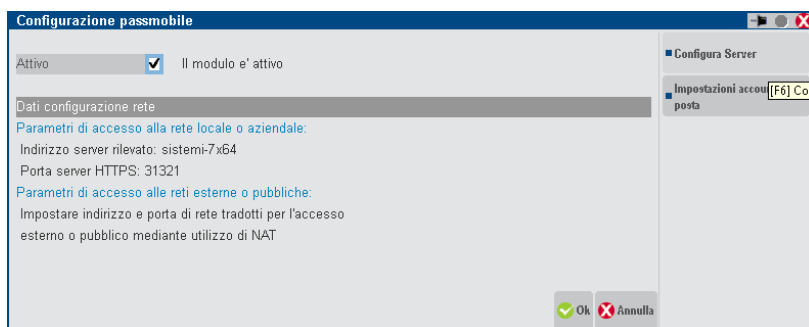 Configurazione passmobile
Attivo Il modulo e' attivo
Dati configurazione rete
Parametri di accesso alla rete locale o aziendale:
Indirizzo server rilevato: sistemi-7x64
Porta server HTTPS: 31321
Parametri di accesso alle reti esterne o pubbliche:
Impostare indirizzo e porta di rete tradotti per l'accesso
esterno o pubblico mediante utilizzo di NAT
Ok Annulla
Configura Server
Impostazioni accou
posta
[F6] Co